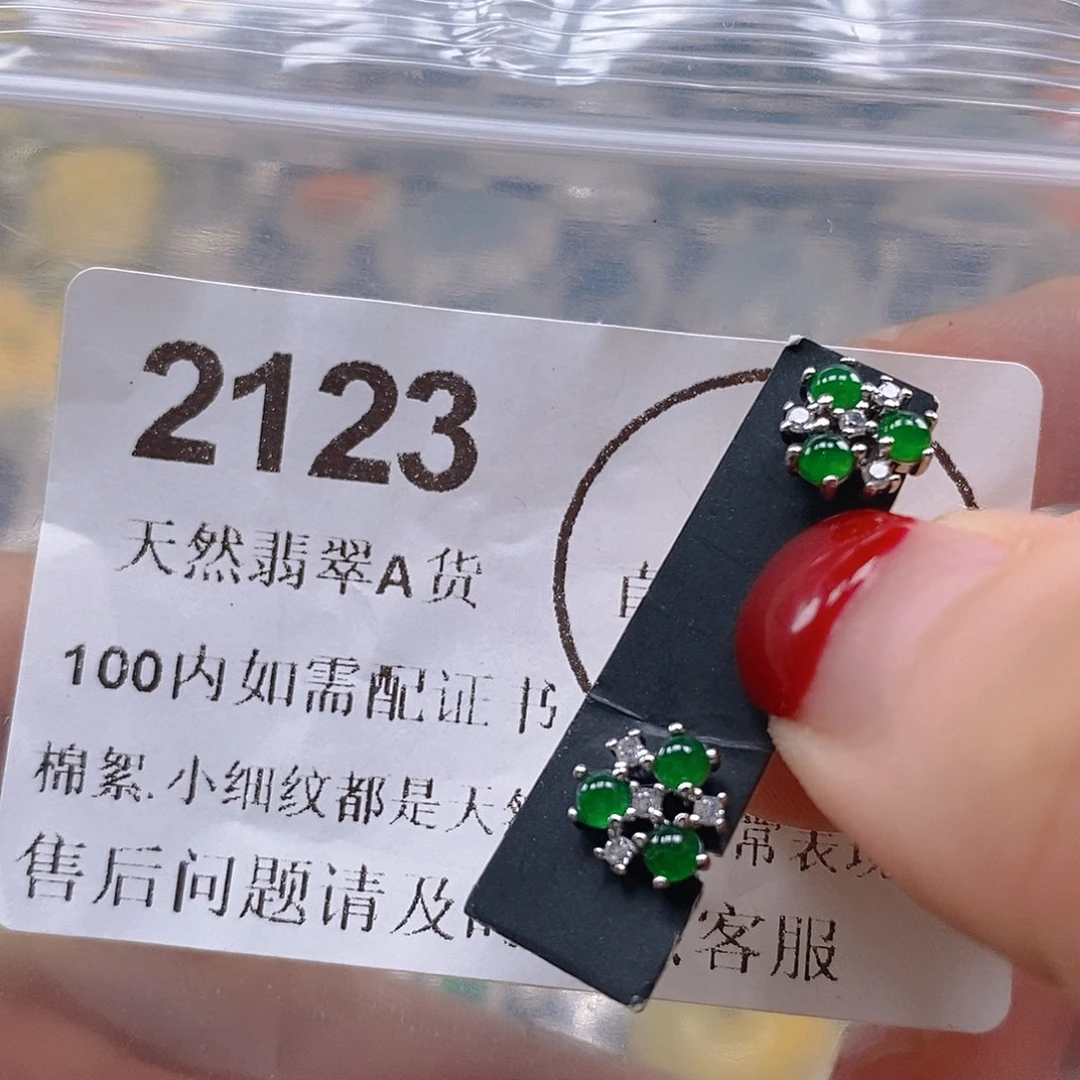 2123
天然翡翠A货
100内如需配证书
棉絮.小细纹都是天 常表现
售后问题请及 客服